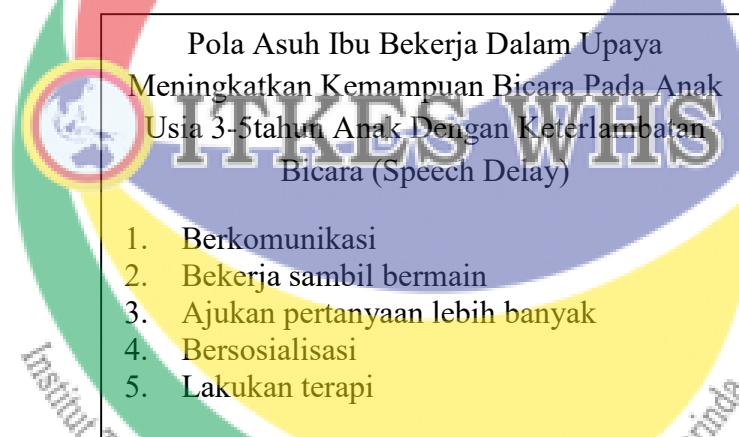 Pola Asuh Ibu Bekerja Dalam Upaya
Meningkatkan Kemampuan Bicara Pada Anak
ITKES WHS
Usia 3-5tahun Anak Dengan Keterlambatan
Bicara (Speech Delay)
1. Berkomunikasi
2. Bekerja sambil bermain
3. Ajukan pertanyaan lebih banyak
4. Bersosialisasi
5. Lakukan terapi
Institut